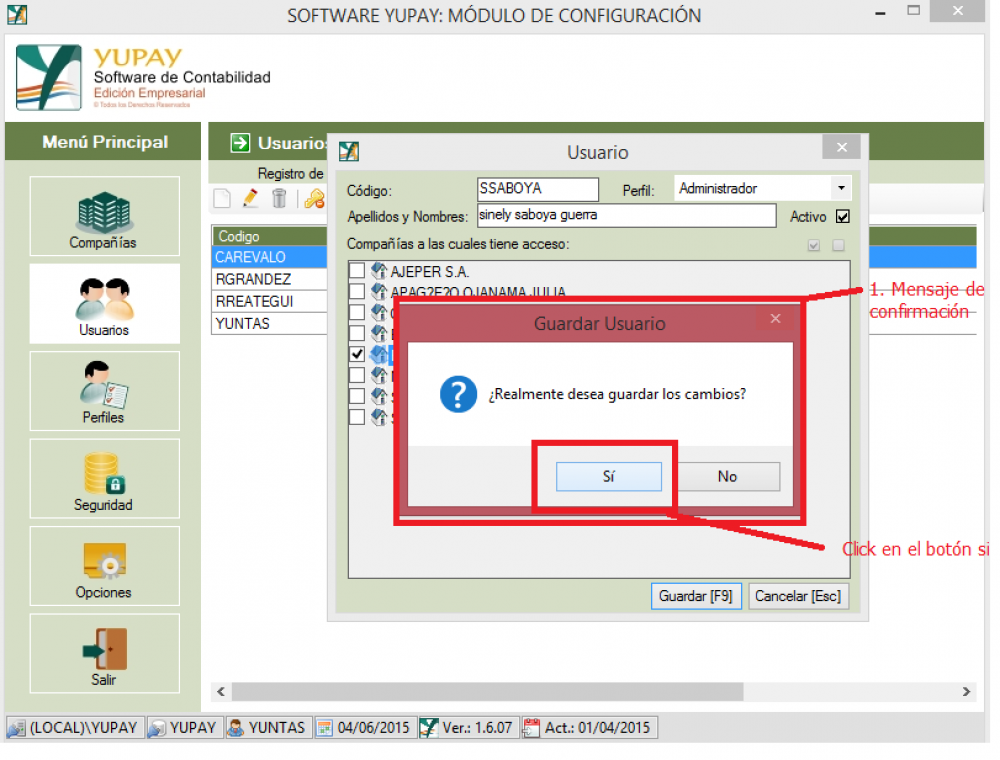 SOFTWARE YUPAY: MÓDULO DE CONFIGURACIÓN
YUPAY
Software de Contabilidad
Edición Empresarial
© Todos los Derechos Reservados
Menú Principal
Compañías
Usuarios
Perfiles
Seguridad
Opciones
Salir
Usuarios
Registro de
Codigo
CAREVALO
RGRANDEZ
RREATEGUI
YUNTAS
Usuario
Código: SSABOYA Perfil: Administrador
Apellidos y Nombres: sinely saboya guerra Activo
Compañías a las cuales tiene acceso:
AJEPER S.A.
OJANAMA JULIA
Guardar Usuario
¿Realmente desea guardar los cambios?
Sí No
1. Mensaje de
confirmación
Click en el botón si
Guardar [F9] Cancelar [Esc]
(LOCAL)\YUPAY YUPAY YUNTAS 04/06/2015 Ver.: 1.6.07 Act.: 01/04/2015